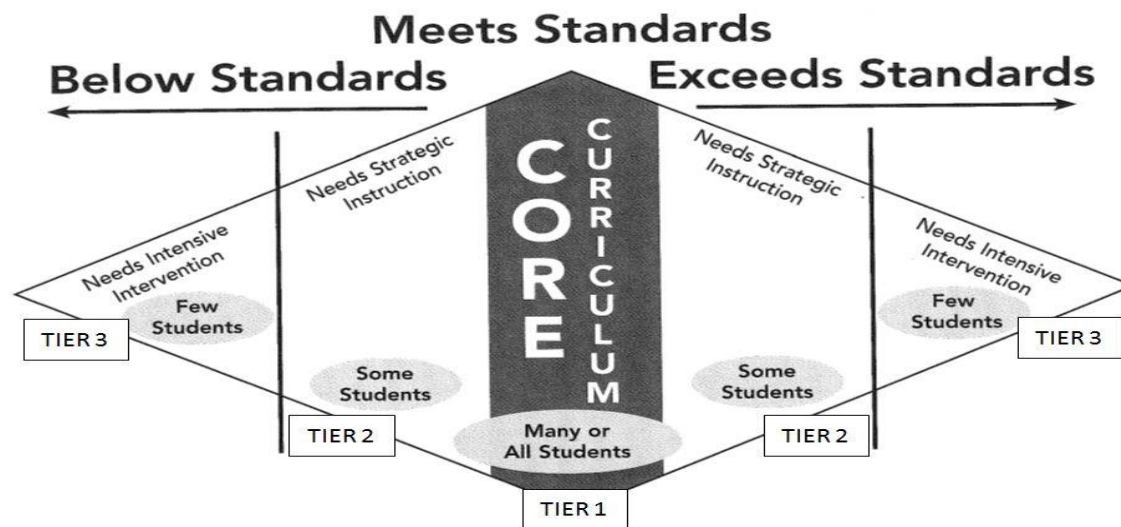 Meets Standards
Below Standards
Exceeds Standards
Needs Strategic
Instruction
Needs Intensive
Intervention
Few
Students
TIER 3
Some
Students
TIER 2
CORE
CURRICULUM
Many or
All Students
TIER 1
Needs Strategic
Instruction
Needs Intensive
Intervention
Some
Students
TIER 2
Few
Students
TIER 3